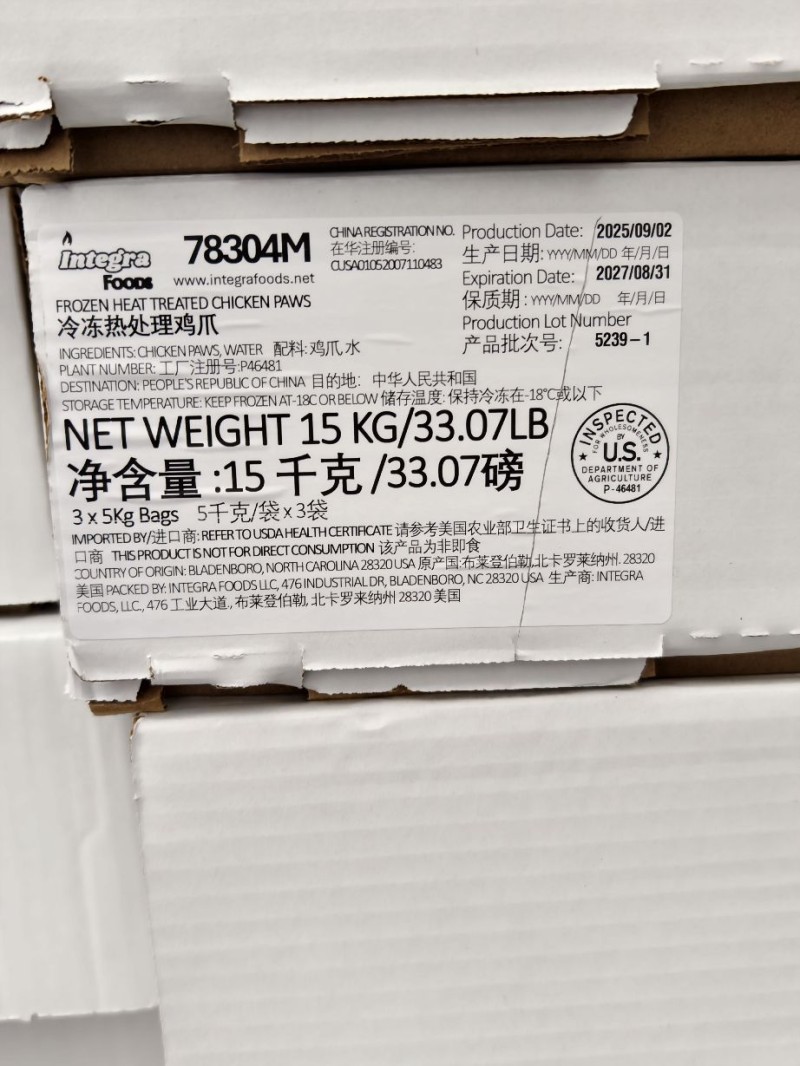 Integra
Foods
78304M
www.integrafoods.net
CHINA REGISTRATION NO.
在华注册编号:
CUSA01052007110483
Production Date: 2025/09/02
生产日期: YYYY/MM/DD 年/月/日
Expiration Date: 2027/08/31
保质期: YYYY/MM/DD 年/月/日
Production Lot Number
产品批次号: 5239-1
FROZEN HEAT TREATED CHICKEN PAWS
冷冻热处理鸡爪
INGREDIENTS: CHICKEN PAWS, WATER 配料: 鸡爪,水
PLANT NUMBER: 工厂注册号:P46481
DESTINATION: PEOPLE'S REPUBLIC OF CHINA 目的地: 中华人民共和国
STORAGE TEMPERATURE: KEEP FROZEN AT -18C OR BELOW 储存温度: 保持冷冻在-18°C或以下
NET WEIGHT 15 KG/33.07LB
净含量:15 千克/33.07磅
3 x 5Kg Bags 5千克/袋 x 3袋
INSPECTED
FOR WHOLESOMENESS
BY
U.S.
DEPARTMENT OF
AGRICULTURE
P-46481
IMPORTED BY/进口商: REFER TO USDA HEALTH CERTIFICATE 请参考美国农业部卫生证书上的收货人/进
口商 THIS PRODUCT IS NOT FOR DIRECT CONSUMPTION 该产品为非即食
COUNTRY OF ORIGIN: BLADENBORO, NORTH CAROLINA 28320 USA 原产国:布莱登伯勒,北卡罗莱纳州. 28320
美国 PACKED BY: INTEGRA FOODS LLC, 476 INDUSTRIAL DR, BLADENBORO, NC 28320 USA 生产商: INTEGRA
FOODS, LLC., 476 工业大道., 布莱登伯勒, 北卡罗来纳州 28320 美国